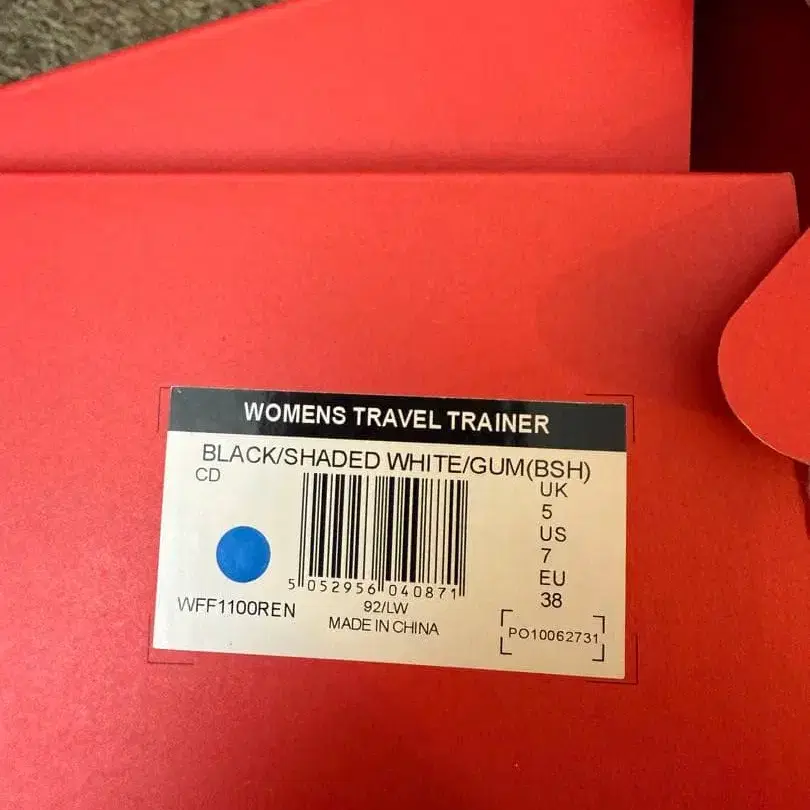 WOMENS TRAVEL TRAINER
BLACK/SHADED WHITE/GUM(BSH)
CD
UK
5
US
7
EU
38
5 052956 040871
WFF1100REN
92/LW
MADE IN CHINA
PO10062731